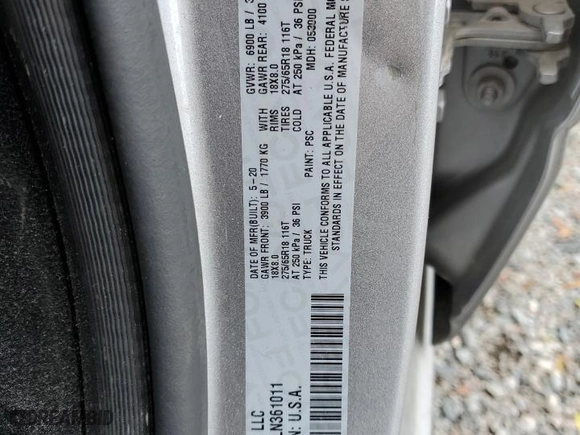 LLC
DATE OF MFR(BUILT): 5-20 GVWR: 6900 LB /
GAWR FRONT: 3900 LB / 1770 KG WITH GAWR REAR: 4100
18X8.0 RIMS 18X8.0
275/65R18 116T TIRES 275/65R18 116T
AT 250 kPa / 36 PSI COLD AT 250 kPa / 36 PSI
TYPE: TRUCK PAINT: PSC MDH: 052000
THIS VEHICLE CONFORMS TO ALL APPLICABLE U.S.A. FEDERAL
STANDARDS IN EFFECT ON THE DATE OF MANUFACTURE
LN361011
U.S.A.